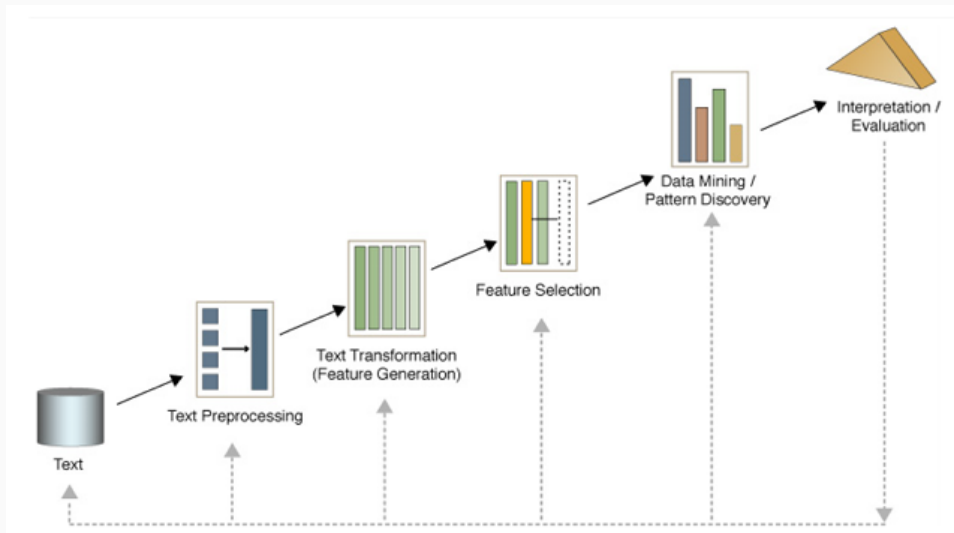 Text
Text Preprocessing
Text Transformation
(Feature Generation)
Feature Selection
Data Mining /
Pattern Discovery
Interpretation /
Evaluation